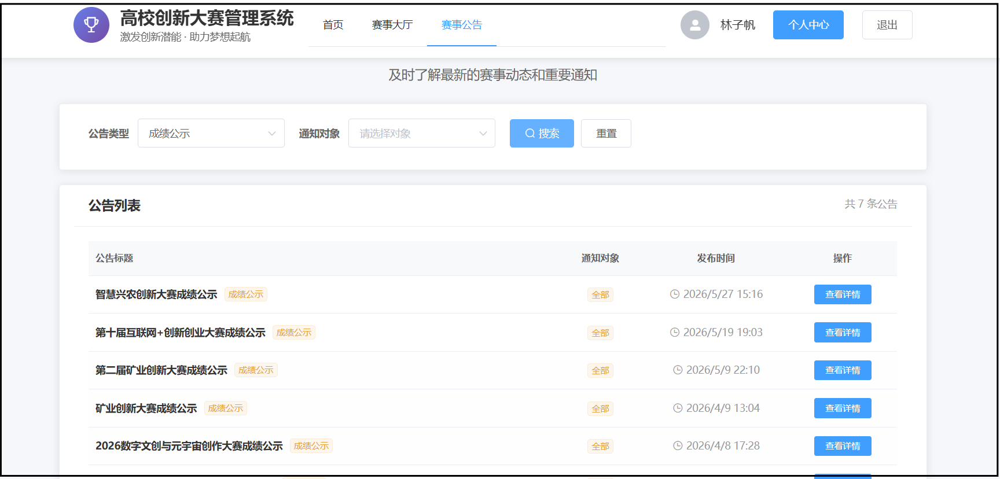 高校创新大赛管理系统
激发创新潜能 · 助力梦想起航
首页 赛事大厅 赛事公告
林子帆 个人中心 退出
及时了解最新的赛事动态和重要通知
公告类型 成绩公示 通知对象 请选择对象 搜索 重置
公告列表 共 7 条公告
公告标题 通知对象 发布时间 操作
智慧兴农创新大赛成绩公示 成绩公示 全部 2026/5/27 15:16 查看详情
第十届互联网+创新创业大赛成绩公示 成绩公示 全部 2026/5/19 19:03 查看详情
第二届矿业创新大赛成绩公示 成绩公示 全部 2026/5/9 22:10 查看详情
矿业创新大赛成绩公示 成绩公示 全部 2026/4/9 13:04 查看详情
2026数字文创与元宇宙创作大赛成绩公示 成绩公示 全部 2026/4/8 17:28 查看详情